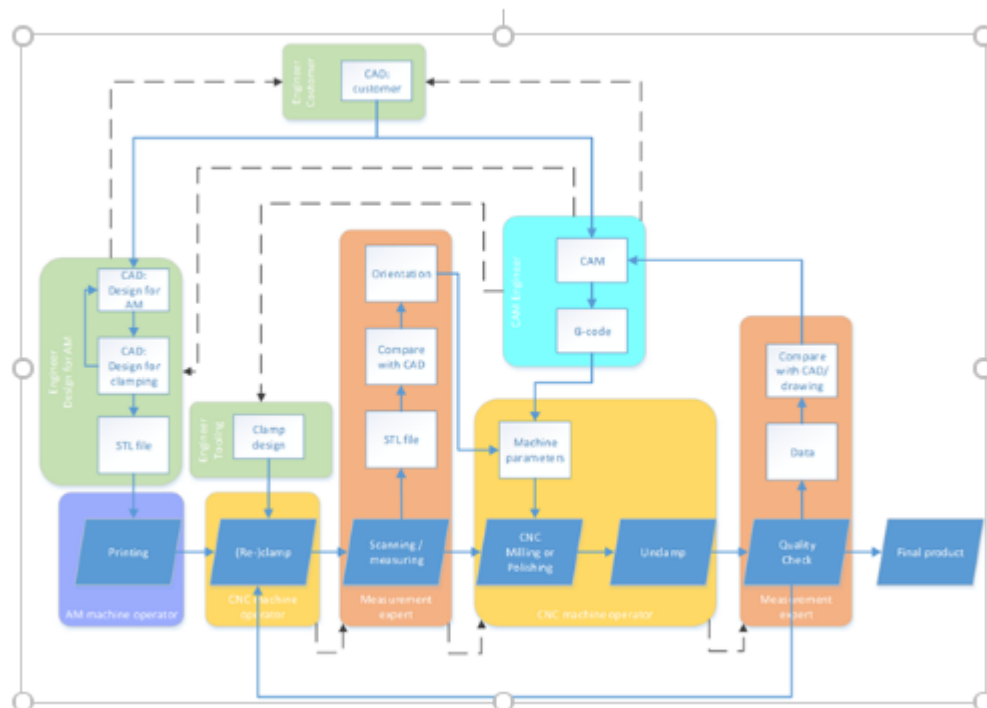 Engineer
Customer
CAD:
customer
CAD:
Design for
AM
CAD:
Design for
clamping
STL file
Engineer
Design for AM
Clamp
design
Engineer
Orientation
Compare
with CAD
STL file
CAM
G-code
CAM Engineer
Machine
parameters
Compare
with CAD/
drawing
Data
Printing
(Re-)clamp
Scanning /
measuring
CNC
Milling or
Polishing
Unclamp
Quality
Check
Final product
AM machine operator
CNC machine
operator
Measurement
expert
CNC machine operator
Measurement
expert